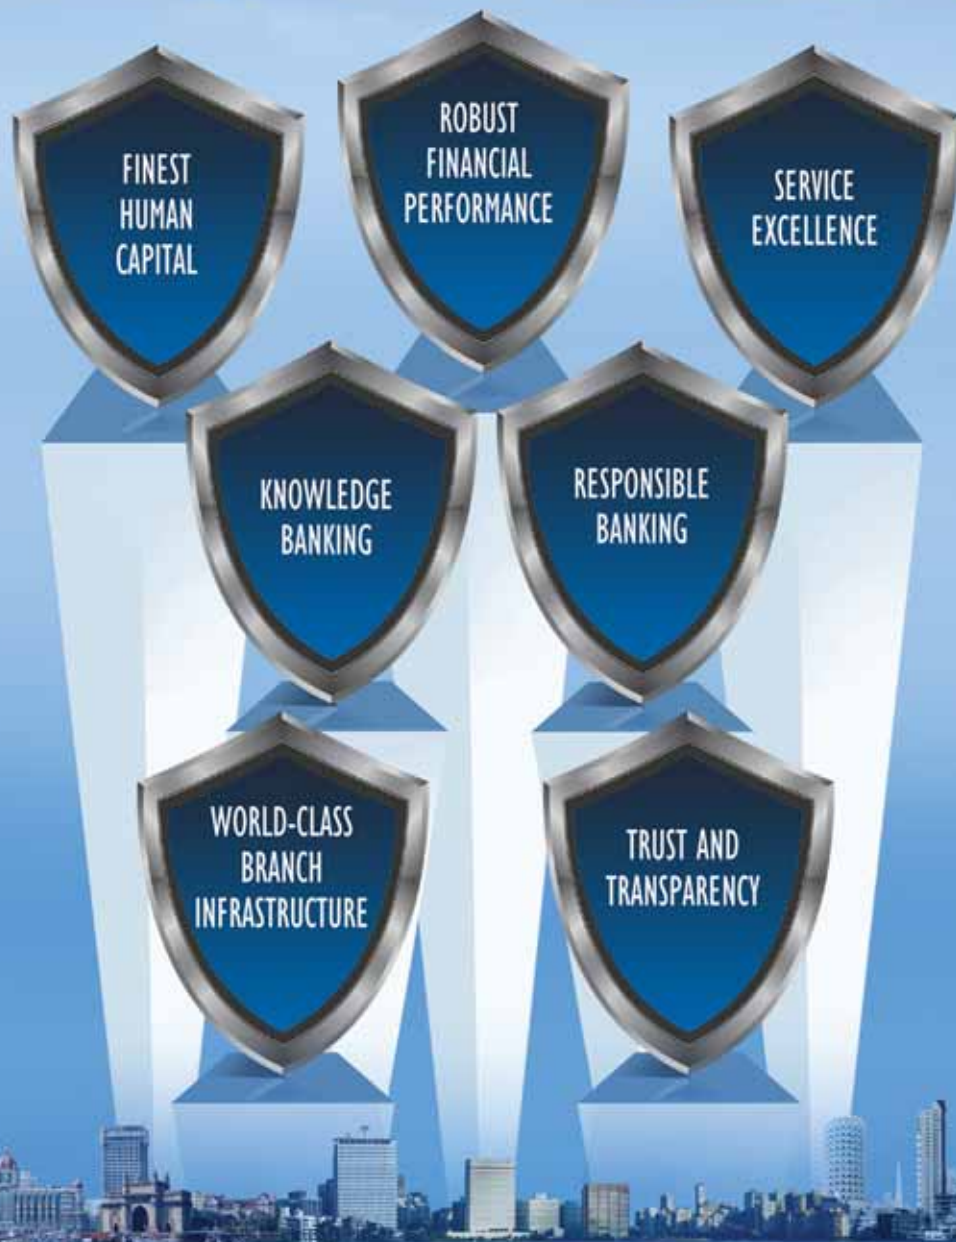 FINEST
HUMAN
CAPITAL
ROBUST
FINANCIAL
PERFORMANCE
SERVICE
EXCELLENCE
KNOWLEDGE
BANKING
RESPONSIBLE
BANKING
WORLD-CLASS
BRANCH
INFRASTRUCTURE
TRUST AND
TRANSPARENCY